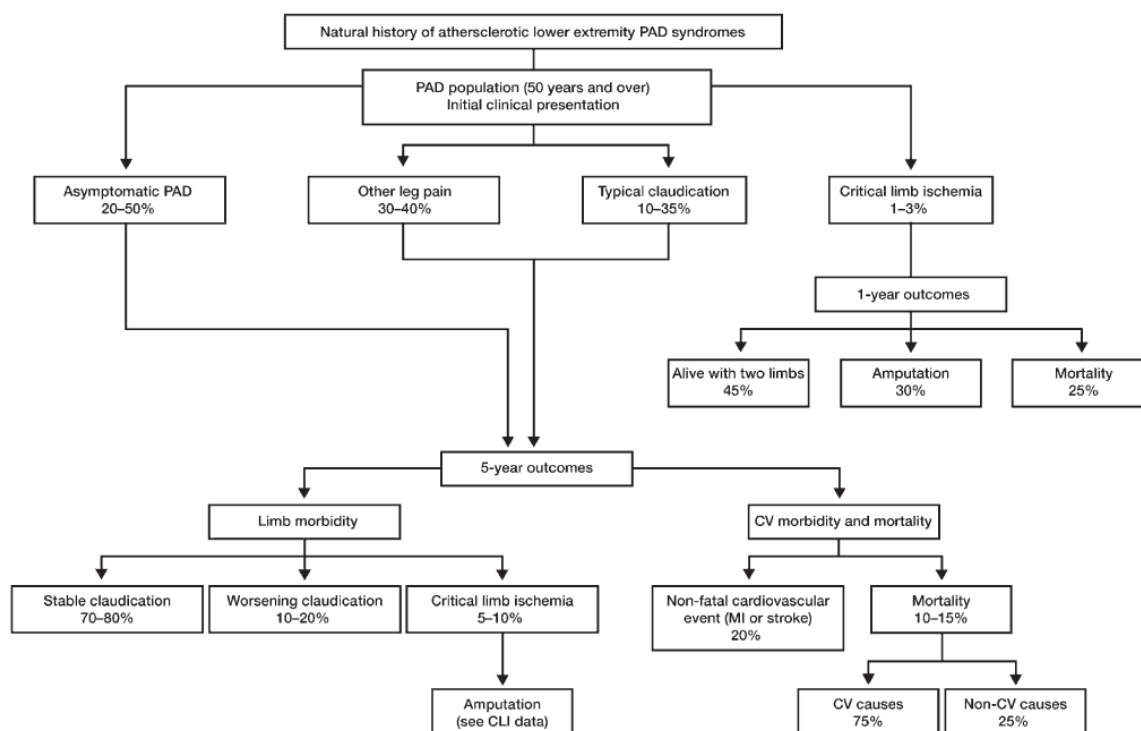 Natural history of athersclerotic lower extremity PAD syndromes
PAD population (50 years and over)
Initial clinical presentation
Asymptomatic PAD
20–50%
Other leg pain
30–40%
Typical claudication
10–35%
Critical limb ischemia
1–3%
1-year outcomes
Alive with two limbs
45%
Amputation
30%
Mortality
25%
5-year outcomes
Limb morbidity
CV morbidity and mortality
Stable claudication
70–80%
Worsening claudication
10–20%
Critical limb ischemia
5–10%
Non-fatal cardiovascular
event (MI or stroke)
20%
Mortality
10–15%
Amputation
(see CLI data)
CV causes
75%
Non-CV causes
25%